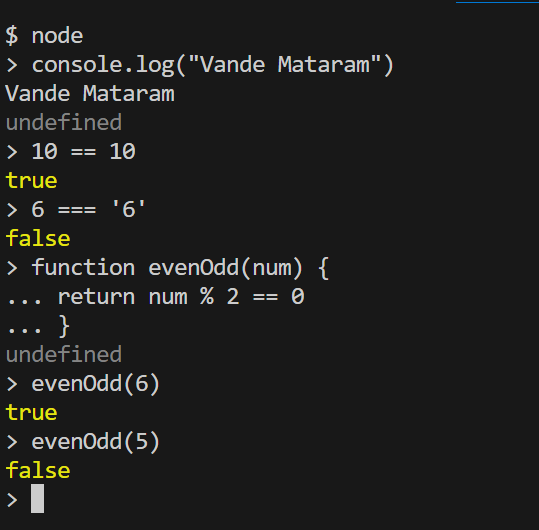 $ node
> console.log("Vande Mataram")
Vande Mataram
undefined
> 10 == 10
true
> 6 === '6'
false
> function evenOdd(num) {
... return num % 2 == 0
... }
undefined
> evenOdd(6)
true
> evenOdd(5)
false
>